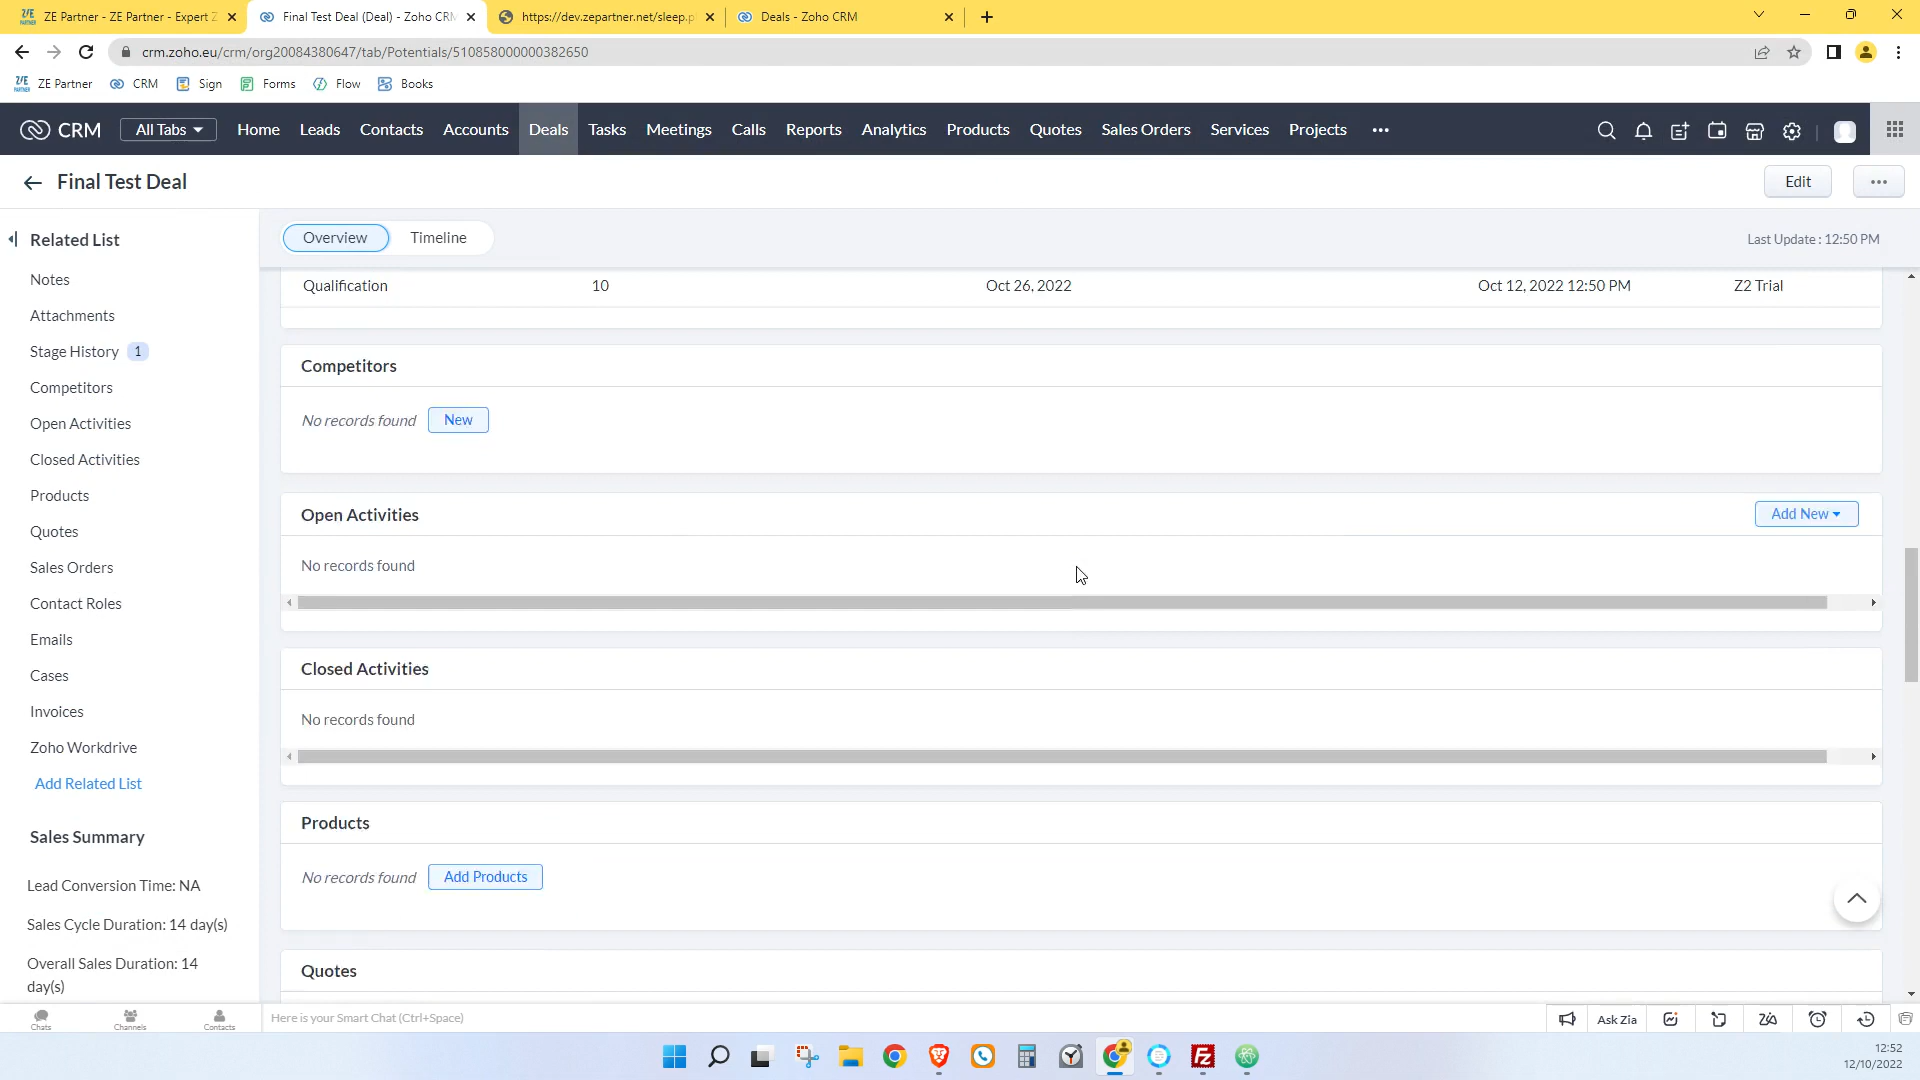 ZE Partner - ZE Partner - Expert Z
Final Test Deal (Deal) - Zoho CRM
https://dev.zepartner.net/sleep.p
Deals - Zoho CRM
crm.zoho.eu/crm/org20084380647/tab/Potentials/510858000000382650
ZE Partner
CRM
Sign
Forms
Flow
Books
CRM
All Tabs
Home
Leads
Contacts
Accounts
Deals
Tasks
Meetings
Calls
Reports
Analytics
Products
Quotes
Sales Orders
Services
Projects
Final Test Deal
Edit
Related List
Notes
Attachments
Stage History 1
Competitors
Open Activities
Closed Activities
Products
Quotes
Sales Orders
Contact Roles
Emails
Cases
Invoices
Zoho Workdrive
Add Related List
Sales Summary
Lead Conversion Time: NA
Sales Cycle Duration: 14 day(s)
Overall Sales Duration: 14
day(s)
Overview
Timeline
Last Update : 12:50 PM
Qualification 10 Oct 26, 2022 Oct 12, 2022 12:50 PM Z2 Trial
Competitors
No records found New
Open Activities
Add New
No records found
Closed Activities
No records found
Products
No records found Add Products
Quotes
Chats
Channels
Contacts
Here is your Smart Chat (Ctrl+Space)
Ask Zia
12:52
12/10/2022